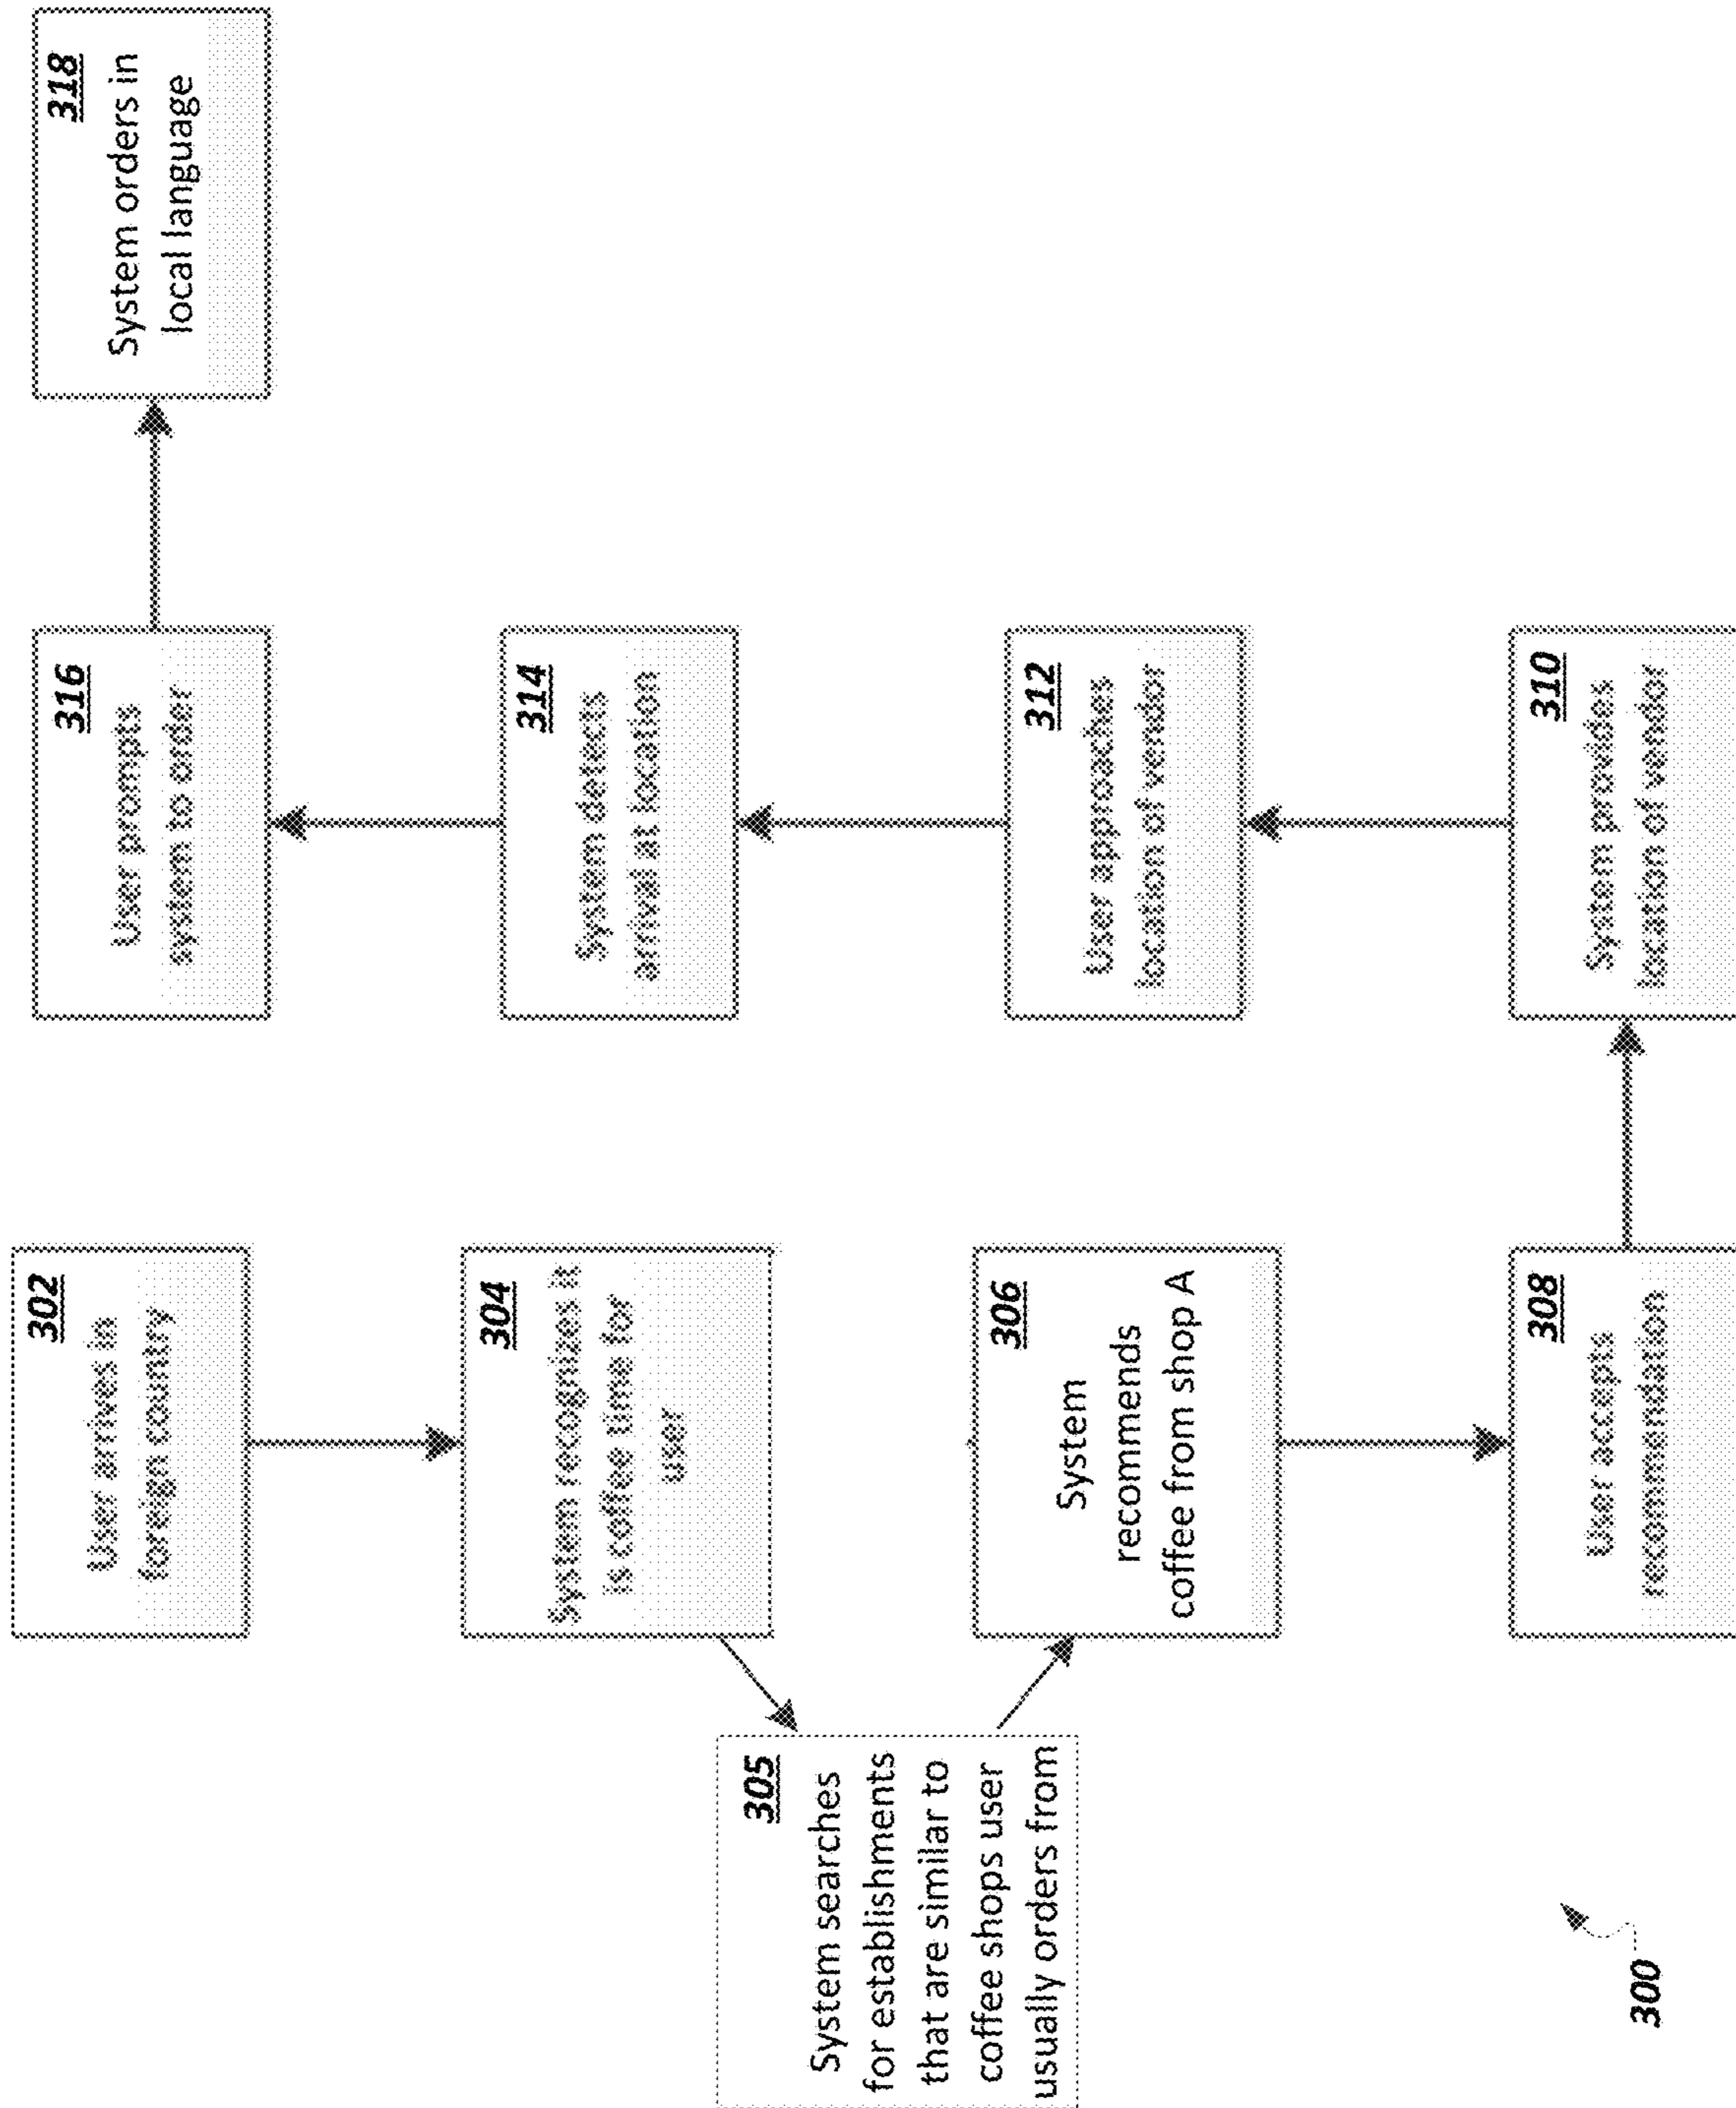 302
User arrives in
foreign country
304
System recognizes it
is coffee time for
user
305
System searches
for establishments
that are similar to
coffee shops user
usually orders from
306
System
recommends
coffee from shop A
308
User accepts
recommendation
310
System provides
location of vendor
312
User approaches
location of vendor
314
System detects
arrival at location
316
User prompts
system to order
318
System orders in
local language
300